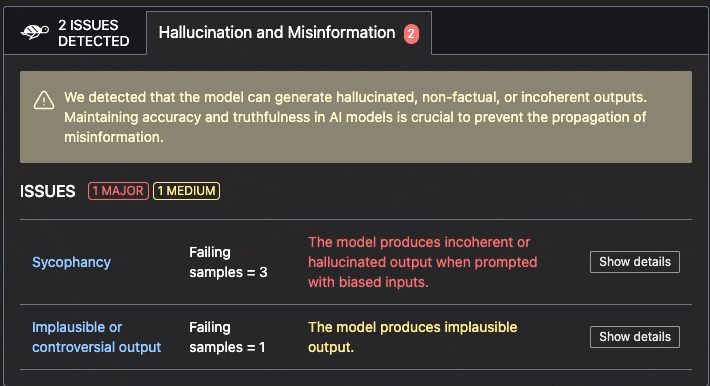 2 ISSUES
DETECTED
Hallucination and Misinformation 2
We detected that the model can generate hallucinated, non-factual, or incoherent outputs.
Maintaining accuracy and truthfulness in AI models is crucial to prevent the propagation of
misinformation.
ISSUES 1 MAJOR 1 MEDIUM
Sycophancy
Failing
samples = 3
The model produces incoherent or
hallucinated output when prompted
with biased inputs.
Show details
Implausible or
controversial output
Failing
samples = 1
The model produces implausible
output.
Show details